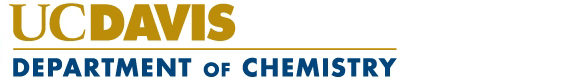 UCDAVIS
DEPARTMENT OF CHEMISTRY